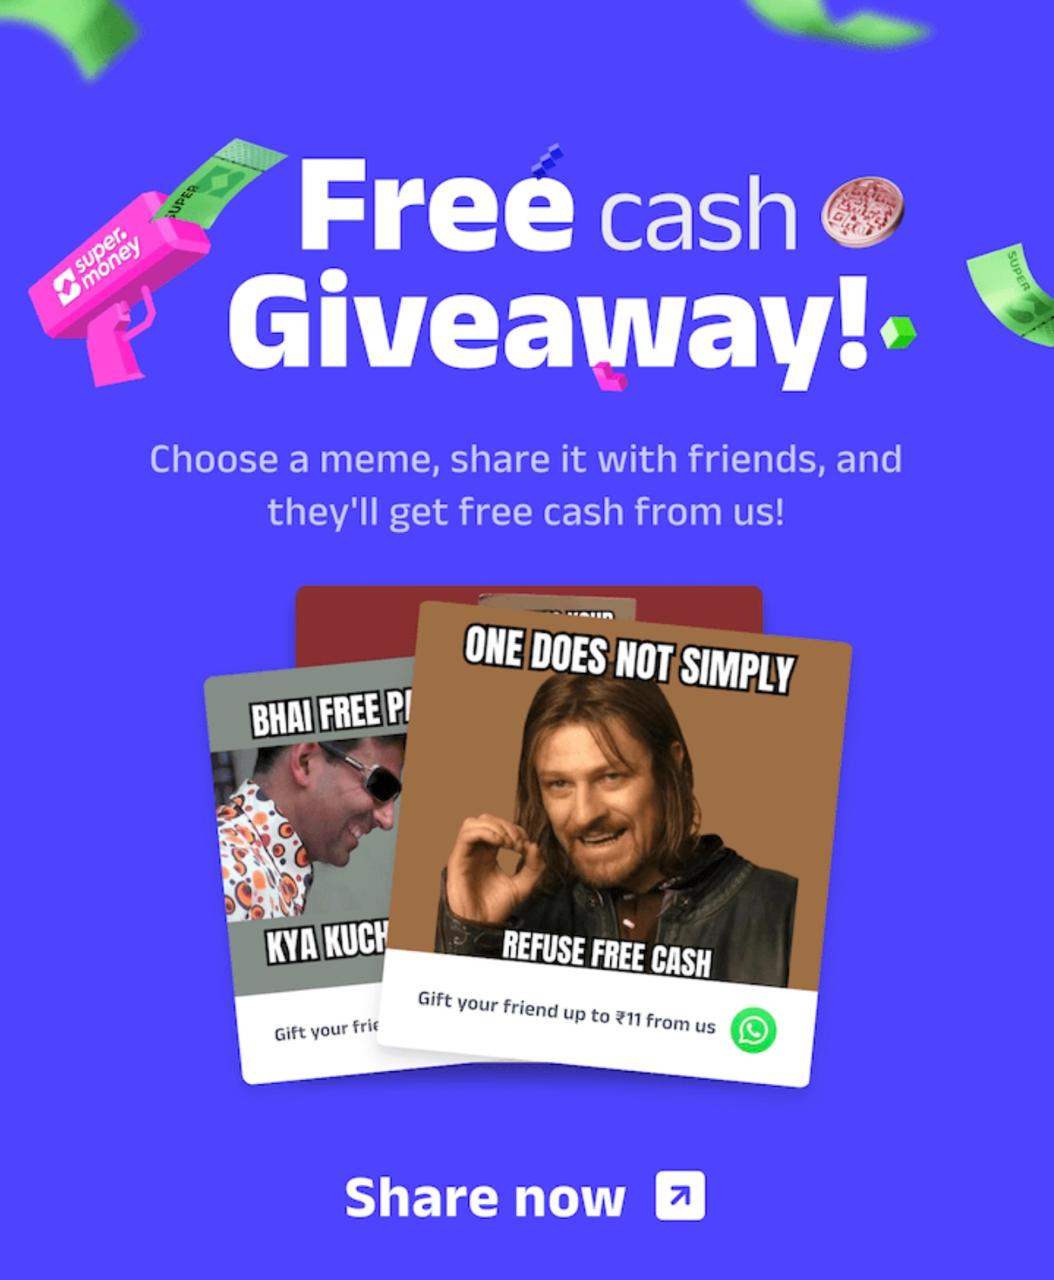 SUPER
super.
money
Free cash
Giveaway!
SUPER
Choose a meme, share it with friends, and
they'll get free cash from us!
YOUR
ONE DOES NOT SIMPLY
BHAI FREE
KYA KUCH
REFUSE FREE CASH
Gift your friend up to ₹11 from us
Gift your
Share now